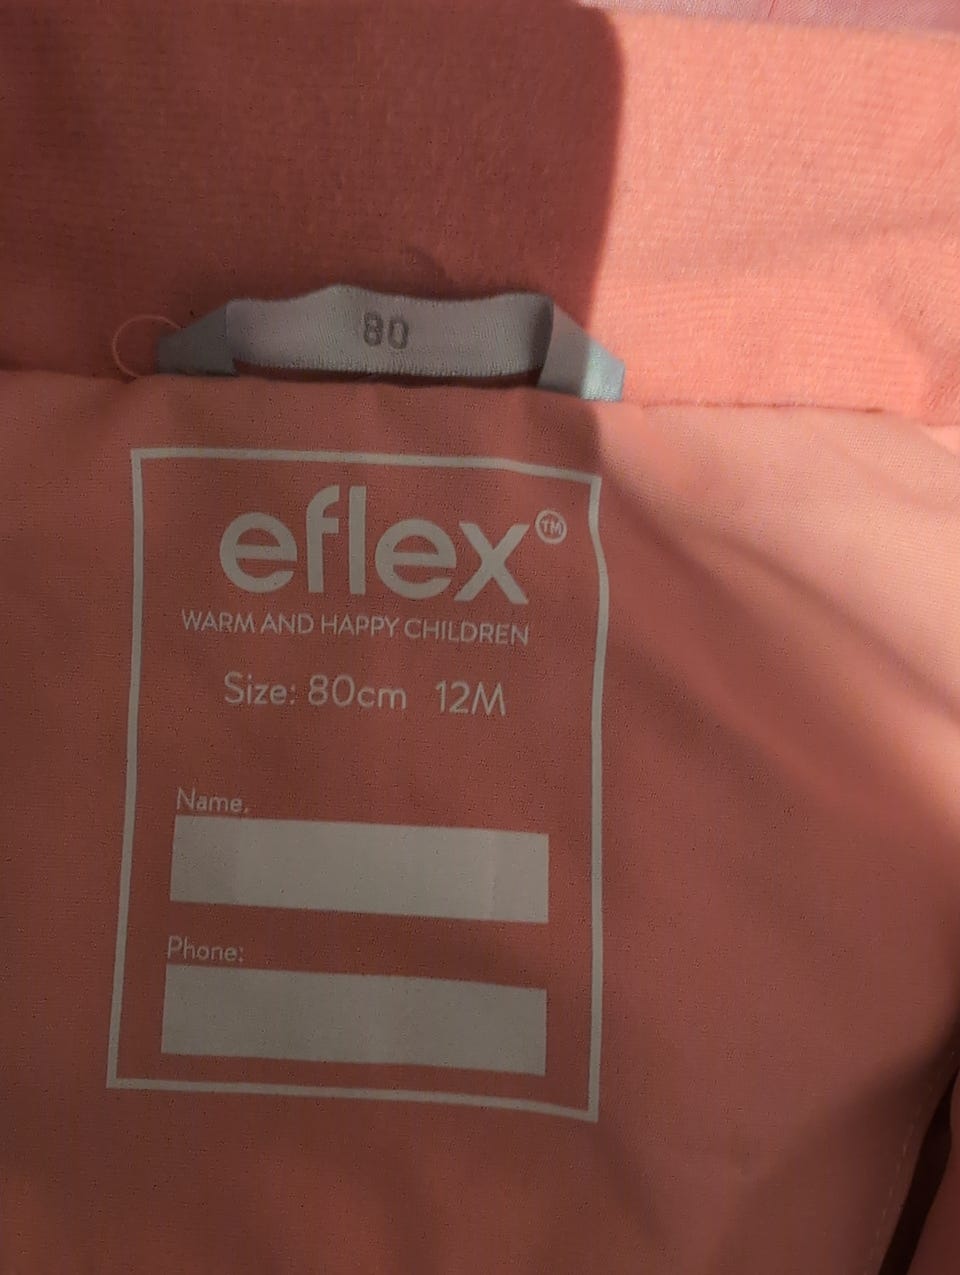 80
eflex™
WARM AND HAPPY CHILDREN
Size: 80cm 12M
Name:
Phone: